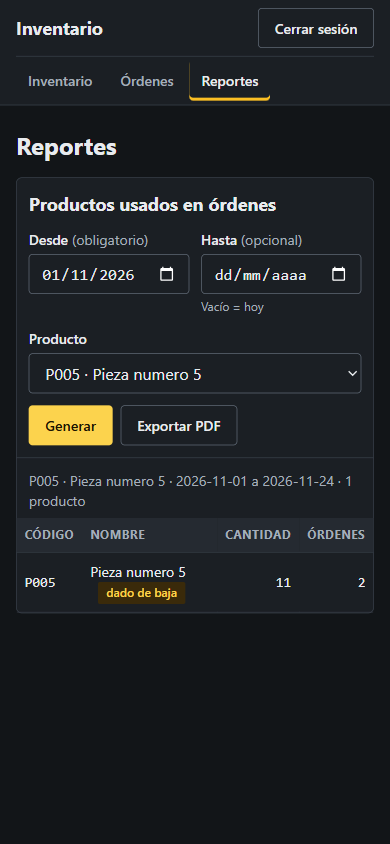 Inventario
Cerrar sesión
Inventario Órdenes Reportes
Reportes
Productos usados en órdenes
Desde (obligatorio) Hasta (opcional)
01/11/2026 dd/mm/aaaa
Vacío = hoy
Producto
P005 · Pieza numero 5
Generar Exportar PDF
P005 · Pieza numero 5 · 2026-11-01 a 2026-11-24 · 1
producto
CÓDIGO NOMBRE CANTIDAD ÓRDENES
P005 Pieza numero 5 11 2
dado de baja